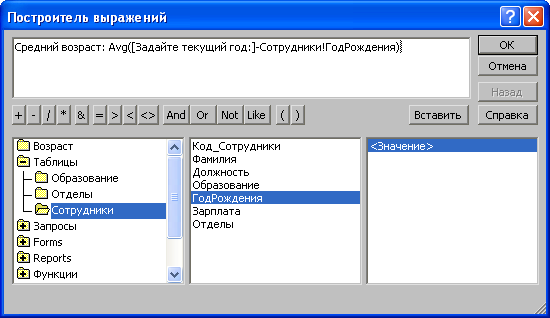 Построитель выражений
Средний возраст: Avg([Задайте текущий год:]-Сотрудники!ГодРождения)
OK
Отмена
Назад
Справка
+ - / * & = > < <> And Or Not Like ( ) Вставить
Возраст
Таблицы
Образование
Отделы
Сотрудники
Запросы
Forms
Reports
Функции
Код_Сотрудники
Фамилия
Должность
Образование
ГодРождения
Зарплата
Отделы
<Значение>